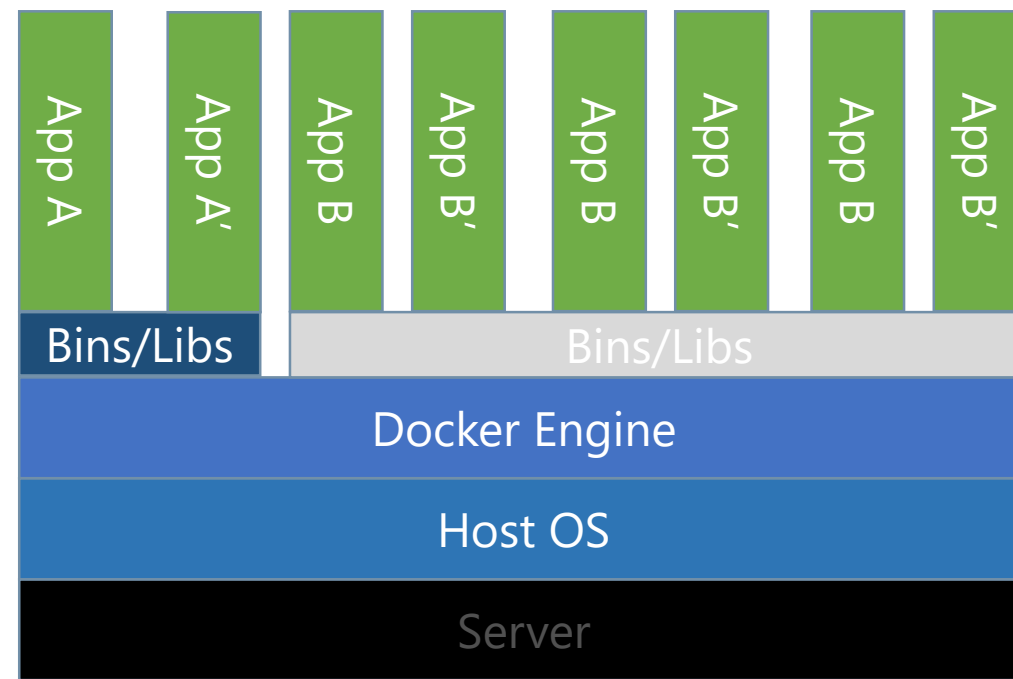 App A
App A'
App B
App B'
App B
App B'
App B
App B'
Bins/Libs
Bins/Libs
Docker Engine
Host OS
Server